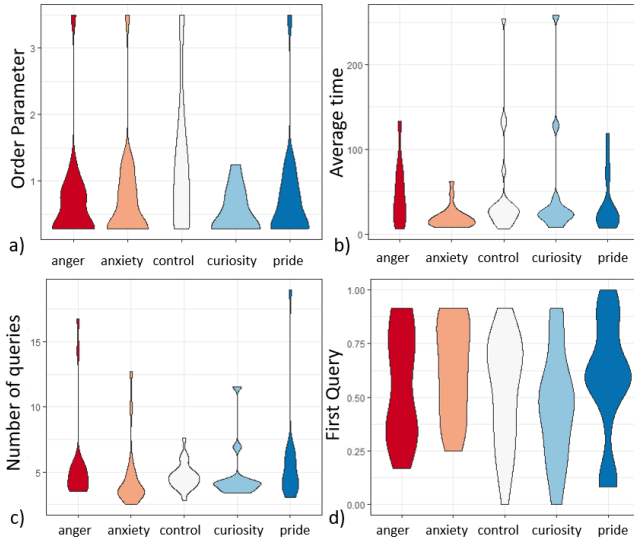 Order Parameter
3
2
1
a)
anger anxiety control curiosity pride
Average time
200
100
0
b)
anger anxiety control curiosity pride
Number of queries
15
10
5
c)
anger anxiety control curiosity pride
First Query
1.00
0.75
0.50
0.25
0.00
d)
anger anxiety control curiosity pride